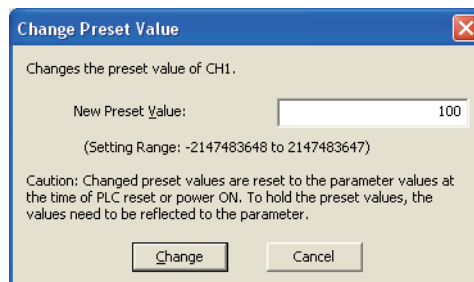 Change Preset Value
Changes the preset value of CH1.
New Preset Value:
100
(Setting Range: -2147483648 to 2147483647)
Caution: Changed preset values are reset to the parameter values at
the time of PLC reset or power ON. To hold the preset values, the
values need to be reflected to the parameter.
Change
Cancel